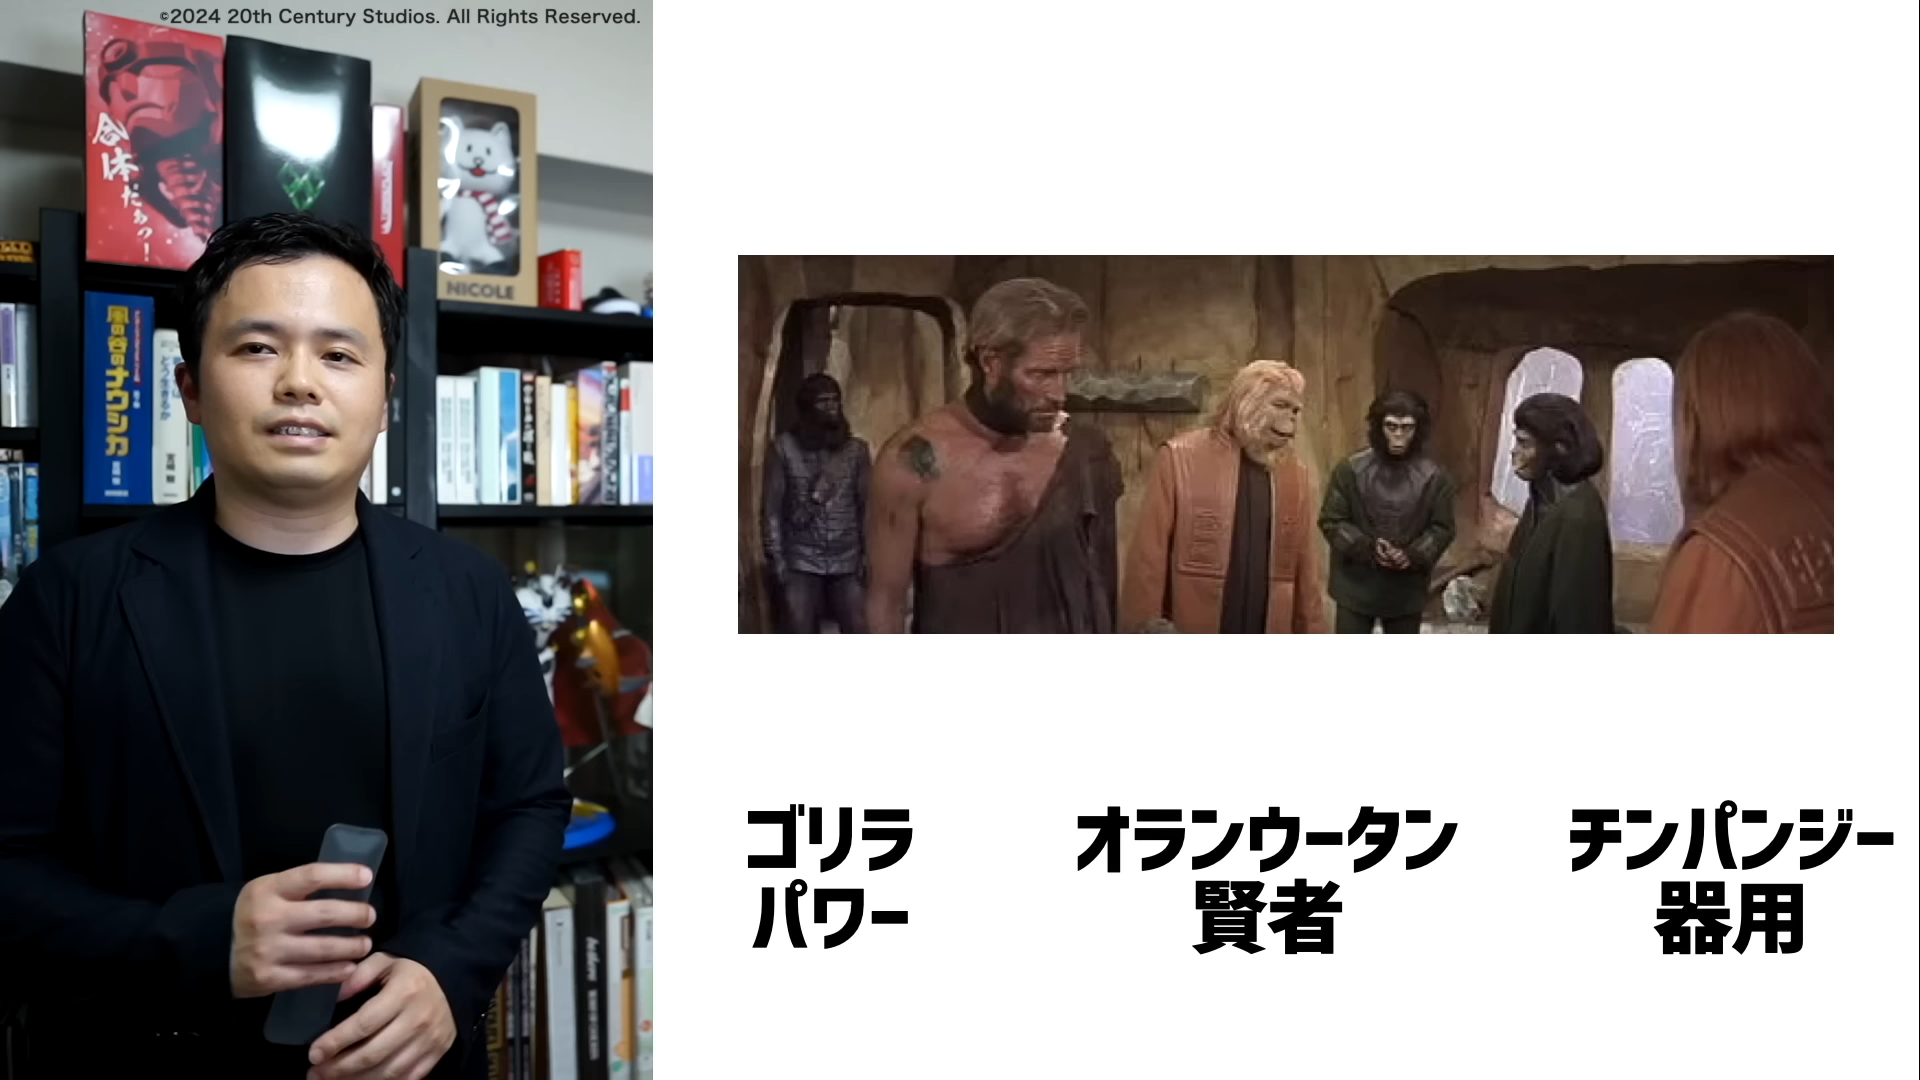 ©2024 20th Century Studios. All Rights Reserved.
合体だぁっ!
NICOLE
風の谷のナウシカ
ゴリラ
パワー
オランウータン
賢者
チンパンジー
器用